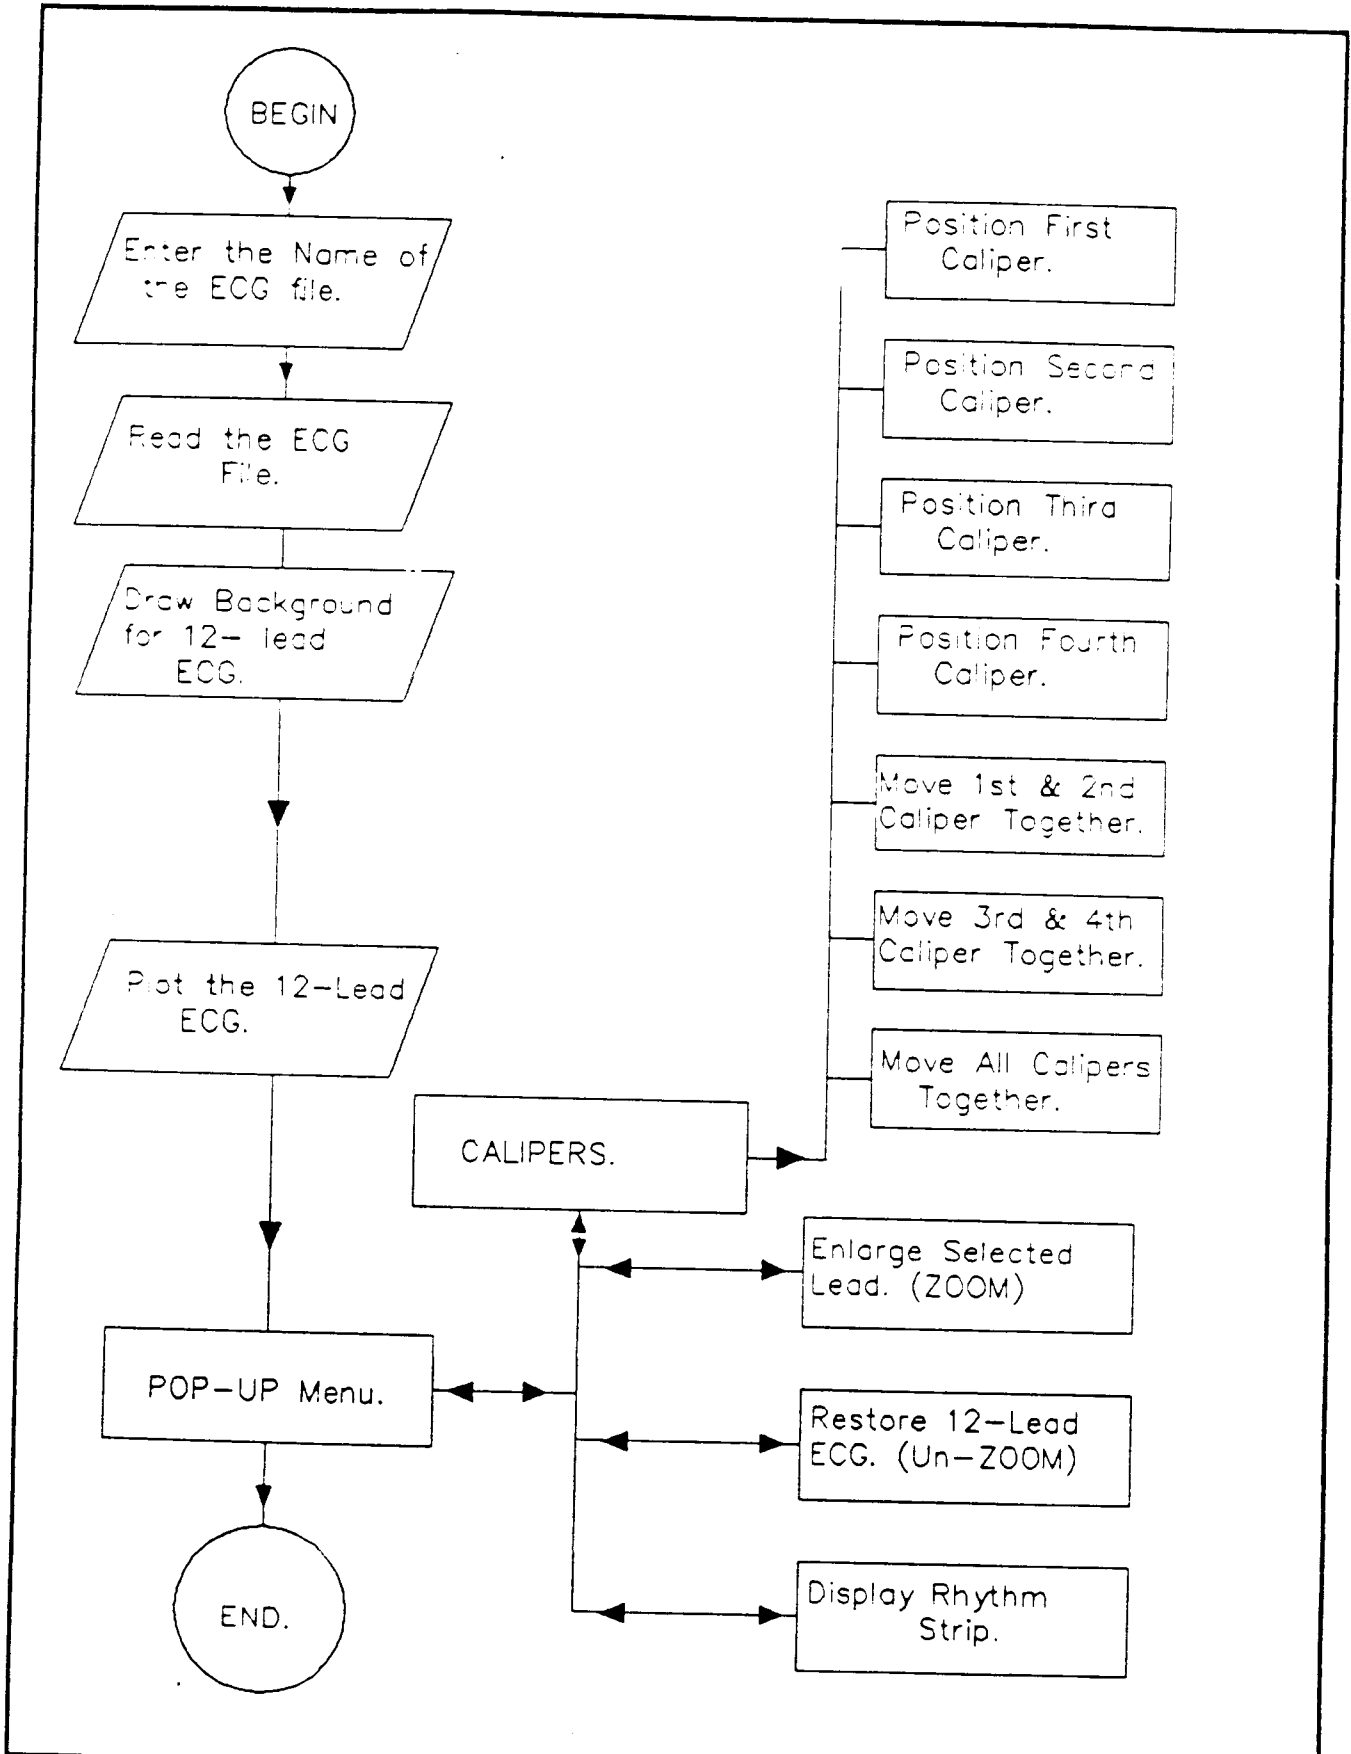 BEGIN
Enter the Name of
the ECG file.
Read the ECG
File.
Draw Background
for 12- lead
ECG.
Plot the 12-Lead
ECG.
POP-UP Menu.
END.
CALIPERS.
Position First
Caliper.
Position Second
Caliper.
Position Third
Caliper.
Position Fourth
Caliper.
Move 1st & 2nd
Caliper Together.
Move 3rd & 4th
Caliper Together.
Move All Calipers
Together.
Enlarge Selected
Lead. (ZOOM)
Restore 12-Lead
ECG. (Un-ZOOM)
Display Rhythm
Strip.